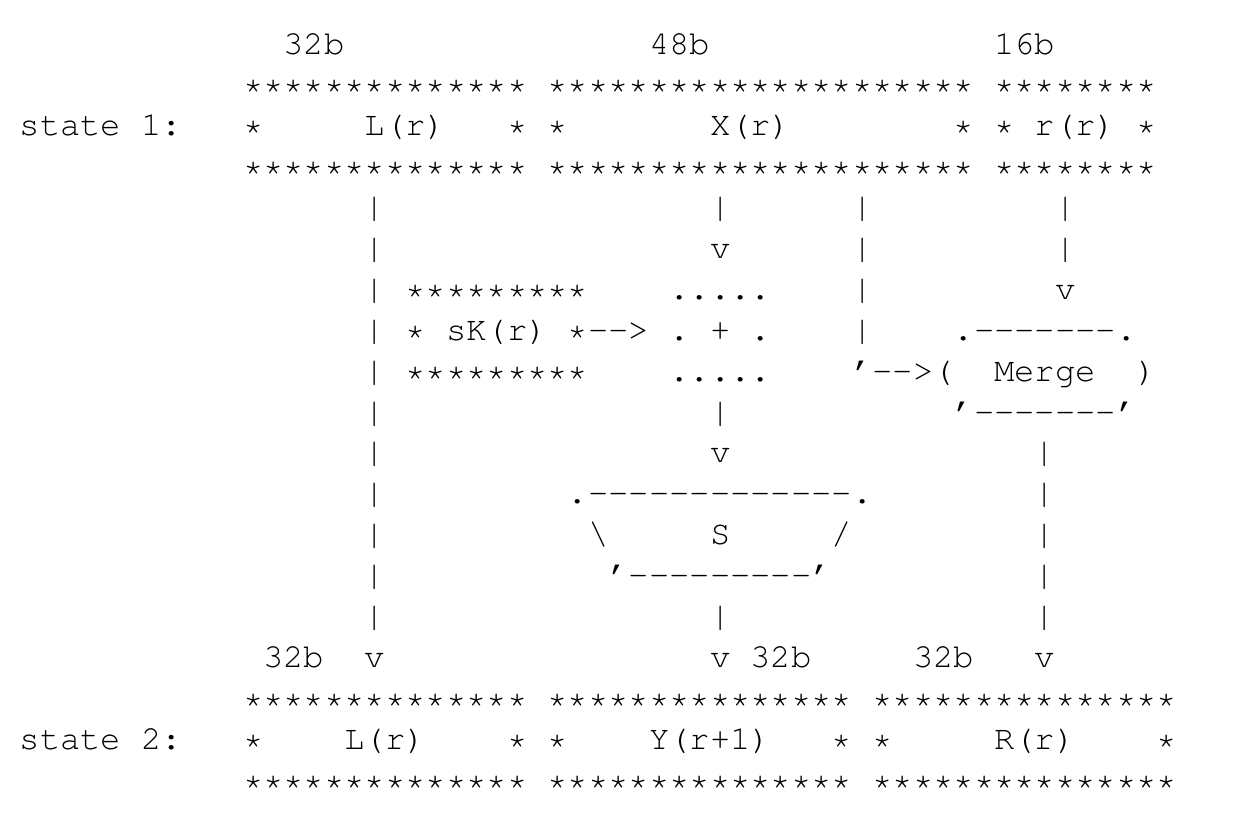 32b 48b 16b
************** ********************* ********
state 1: * L(r) * * X(r) * * r(r) *
************** ********************* ********
| | | |
| v | |
| ********* ..... | v
| * sK(r) *--> . + . | .-------.
| ********* ..... '-->( Merge )
| | '-------'
| v |
| .-------------. |
| \ S / |
| '---------' |
| | |
32b v v 32b 32b v
************** *************** ***************
state 2: * L(r) * * Y(r+1) * * R(r) *
************** *************** ***************